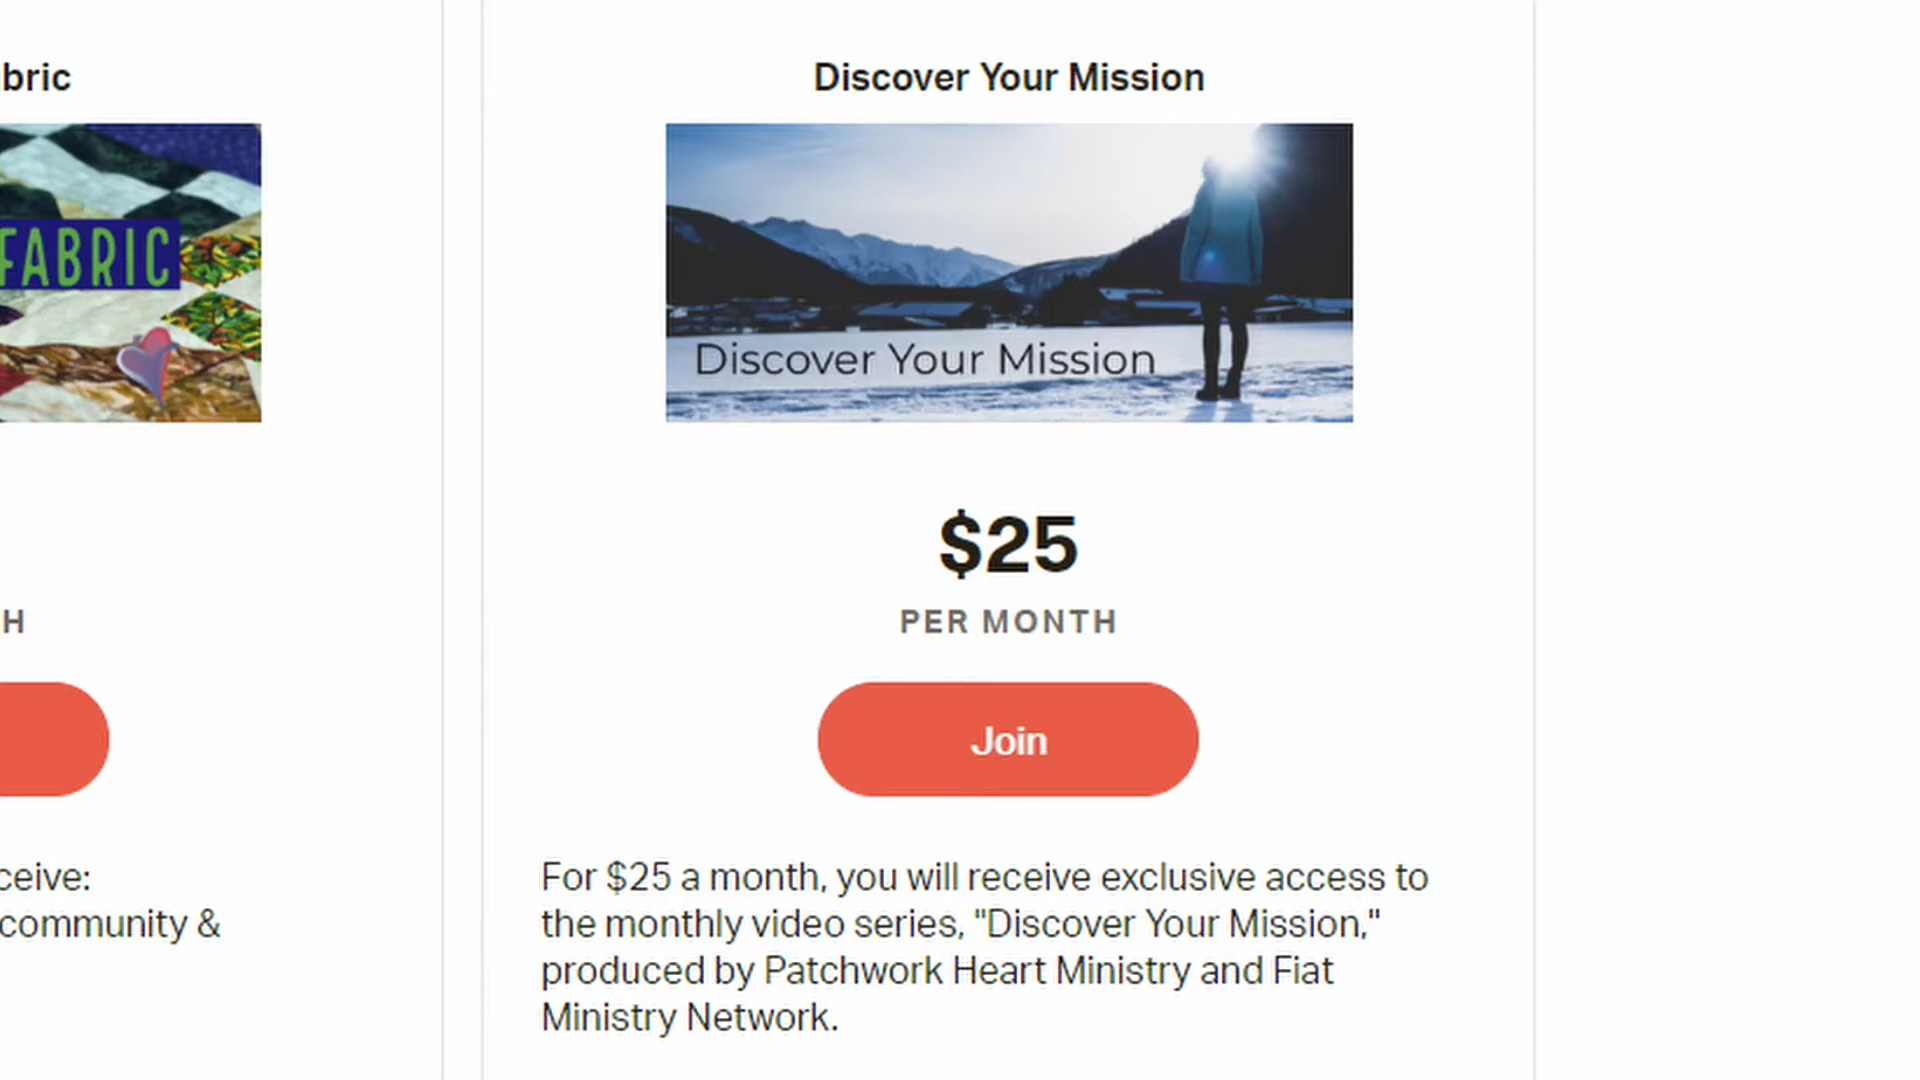 bric
FABRIC
H
ceive:
community &
Discover Your Mission
Discover Your Mission
$25
PER MONTH
Join
For $25 a month, you will receive exclusive access to
the monthly video series, "Discover Your Mission,"
produced by Patchwork Heart Ministry and Fiat
Ministry Network.